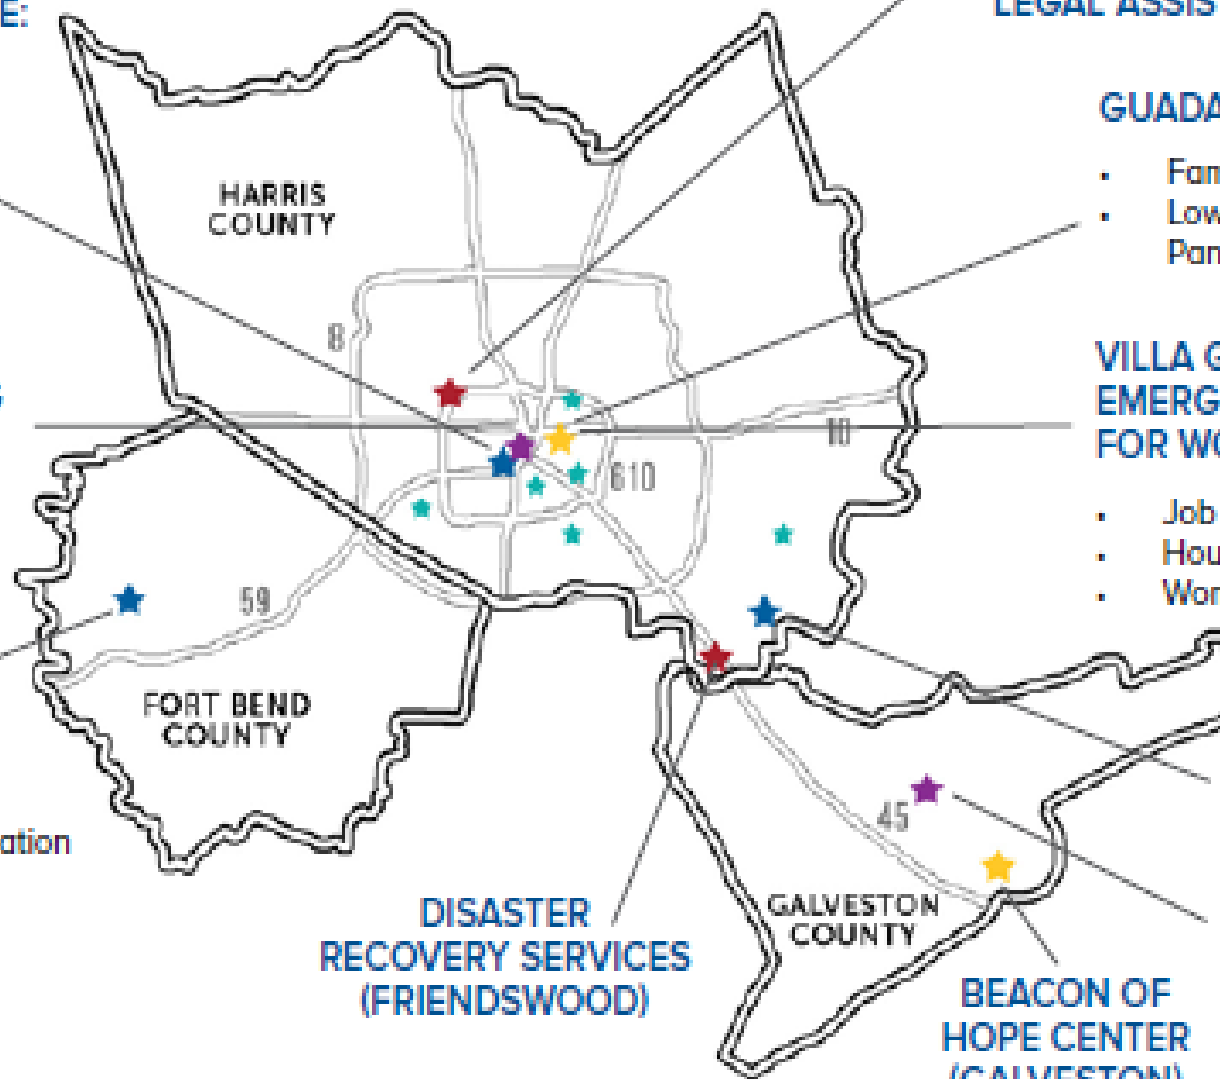 E:
LEGAL ASSIS
GUADA
• Fam
• Low
Pan
HARRIS
COUNTY
8
VILLA G
EMERG
FOR WO
10
610
• Job
• Hou
• Wor
59
FORT BEND
COUNTY
45
ation
DISASTER
RECOVERY SERVICES
(FRIENDSWOOD)
GALVESTON
COUNTY
BEACON OF
HOPE CENTER
(GALVESTON)